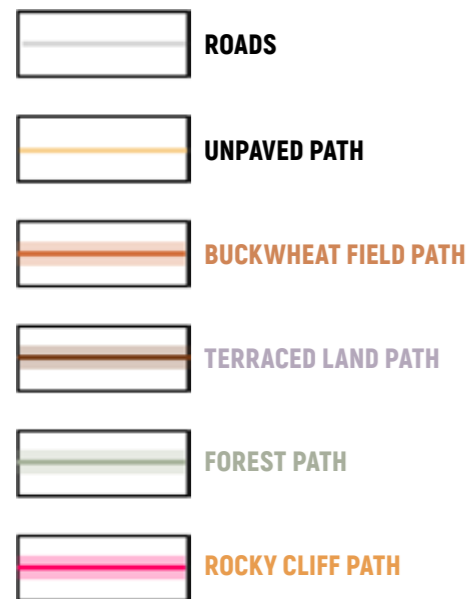 ROADS
UNPAVED PATH
BUCKWHEAT FIELD PATH
TERRACED LAND PATH
FOREST PATH
ROCKY CLIFF PATH